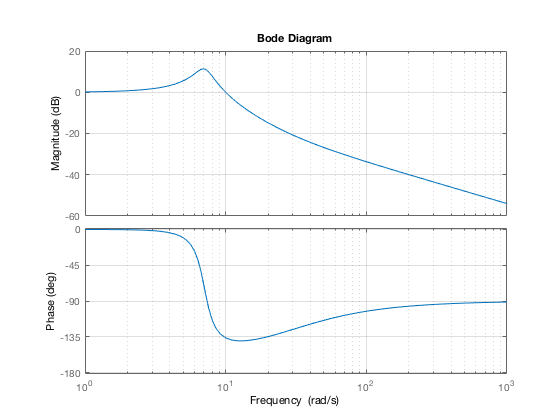 Bode Diagram
20
0
-20
-40
-60
Magnitude (dB)
0
-45
-90
-135
-180
Phase (deg)
10^0 10^1 10^2 10^3
Frequency (rad/s)